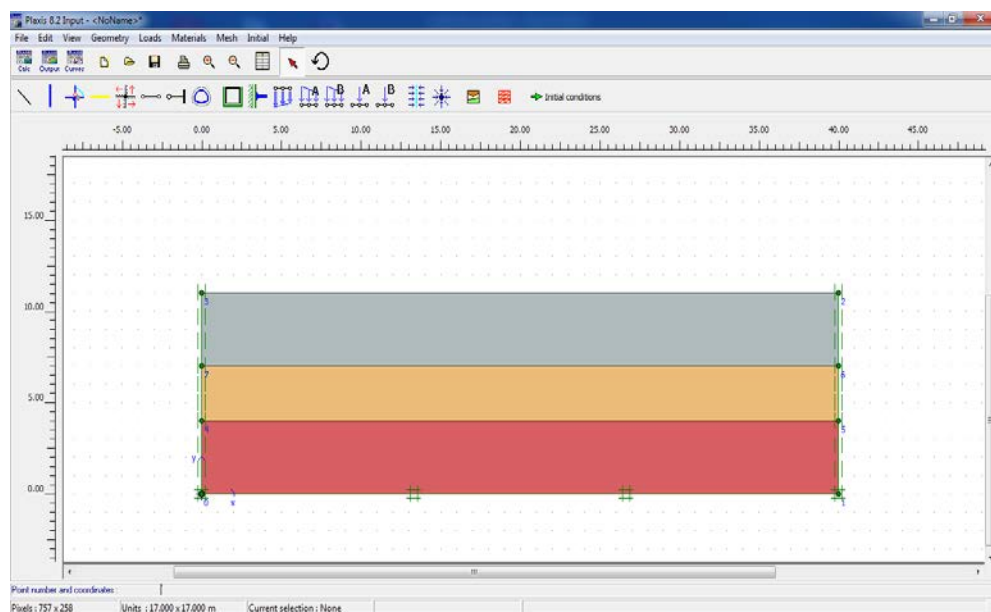 Plaxis 8.2 Input - <NoName>*
File Edit View Geometry Loads Materials Mesh Initial Help
Calc Output Curves
A B A B Initial conditions
-5.00 0.00 5.00 10.00 15.00 20.00 25.00 30.00 35.00 40.00 45.00
15.00
10.00
3 2
7 6
5.00
4 5
y
0.00
0 x 1
Point number and coordinates :
Pixels : 757 x 258 Units : 17.000 x 17.000 m Current selection : None